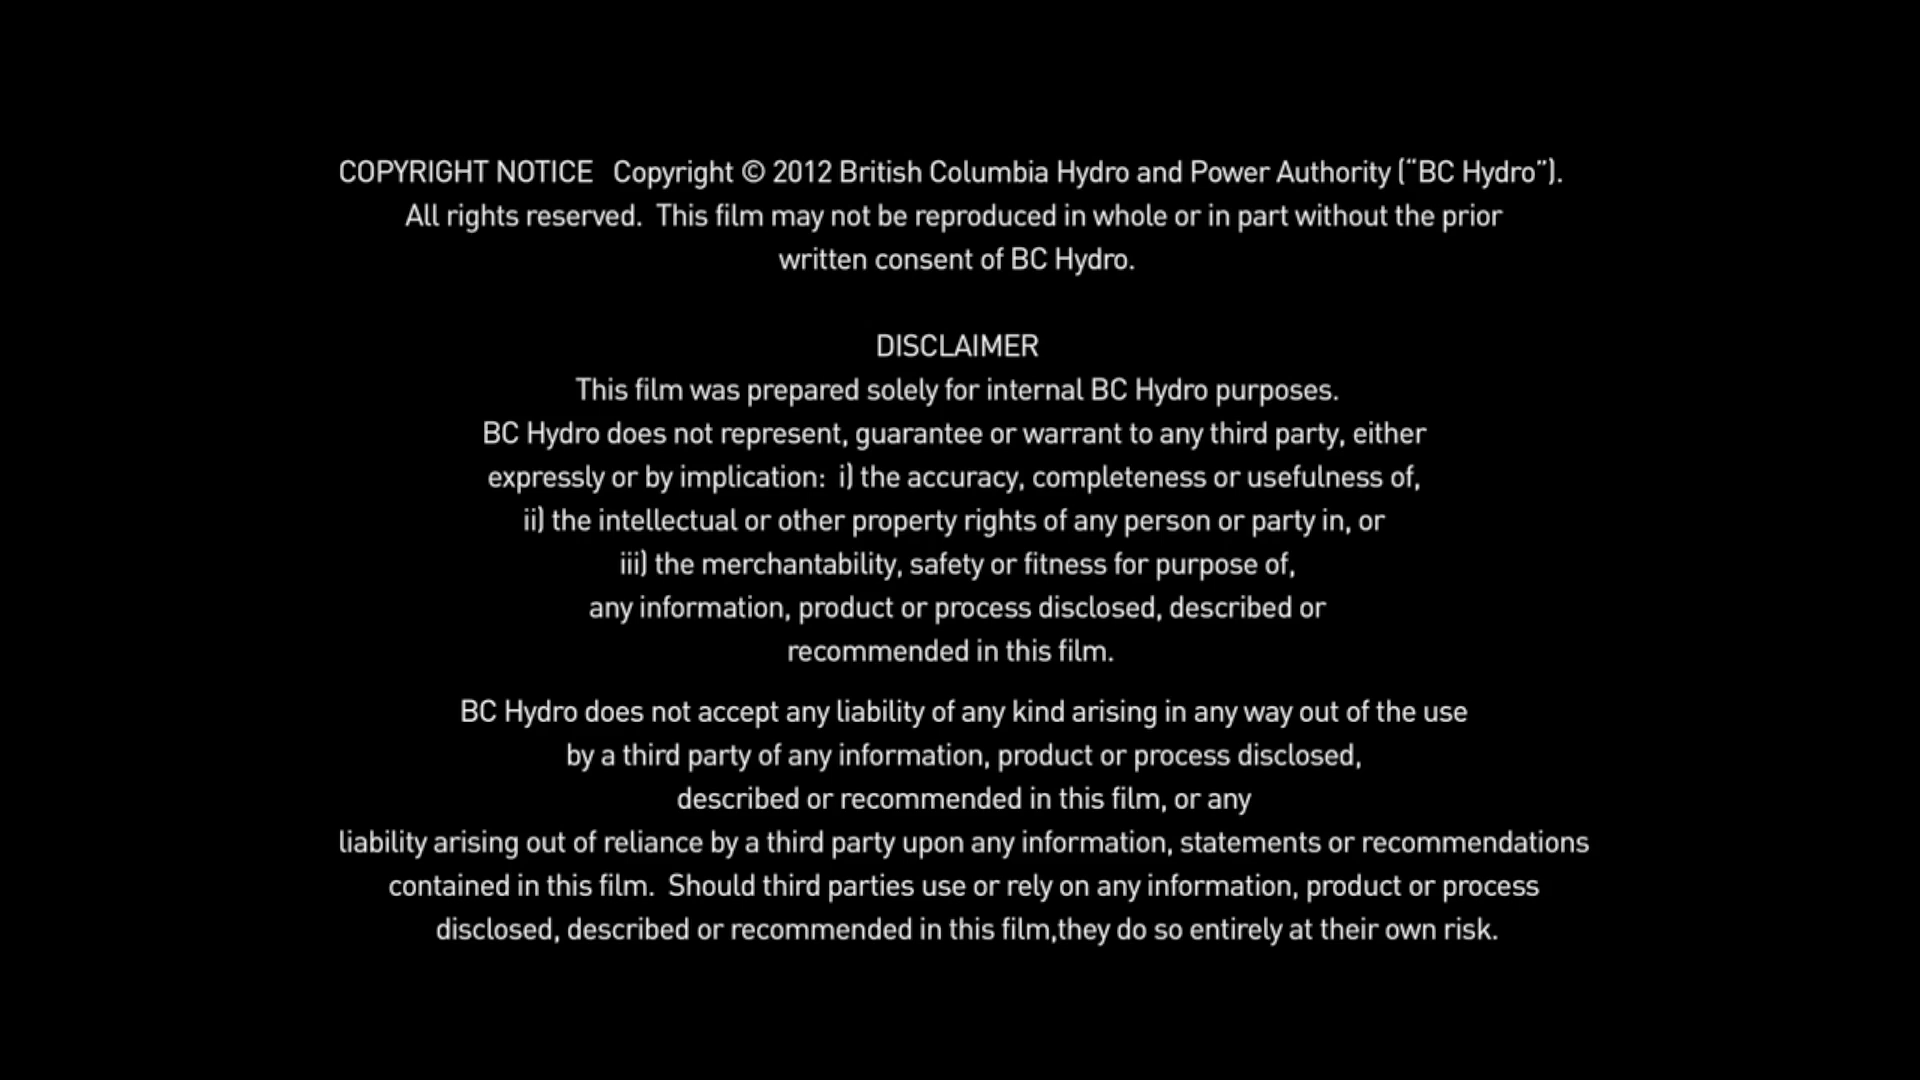 COPYRIGHT NOTICE   Copyright © 2012 British Columbia Hydro and Power Authority (“BC Hydro”).
All rights reserved.  This film may not be reproduced in whole or in part without the prior
written consent of BC Hydro.
DISCLAIMER
This film was prepared solely for internal BC Hydro purposes.
BC Hydro does not represent, guarantee or warrant to any third party, either
expressly or by implication:  i) the accuracy, completeness or usefulness of,
ii) the intellectual or other property rights of any person or party in, or
iii) the merchantability, safety or fitness for purpose of,
any information, product or process disclosed, described or
recommended in this film.
BC Hydro does not accept any liability of any kind arising in any way out of the use
by a third party of any information, product or process disclosed,
described or recommended in this film, or any
liability arising out of reliance by a third party upon any information, statements or recommendations
contained in this film.  Should third parties use or rely on any information, product or process
disclosed, described or recommended in this film,they do so entirely at their own risk.